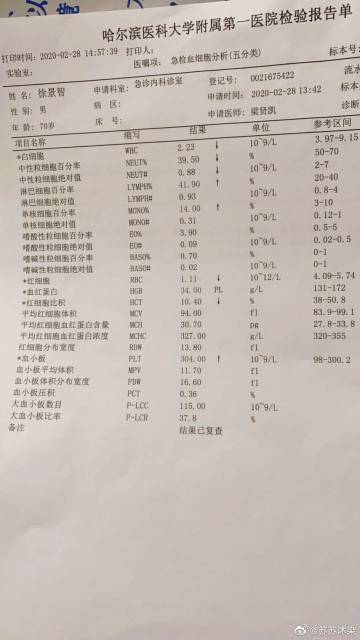 哈尔滨医科大学附属第一医院检验报告单
打印时间：2020-02-28 14:57:39 打印人：
实验室： 医嘱项： 急检血细胞分析(五分类) 标本号：
姓 名：徐景智 申请科室：急诊内科诊室 登记号： 0021675422 流水
性 别：男 病 区： 申请时间：2020-02-28 13:42 标本
年 龄：70岁 床 号： 申请医师：梁贤凯 诊断
项目名称 缩写 结果 单位 参考区间
*白细胞 WBC 2.23 ↓ 10^9/L 3.97-9.15
中性粒细胞百分率 NEUT% 39.50 ↓ % 50-70
中性粒细胞绝对值 NEUT# 0.88 ↓ 10^9/L 2-7
淋巴细胞百分率 LYMPH% 41.90 ↑ % 20-40
淋巴细胞绝对值 LYMPH# 0.93 10^9/L 0.8-4
单核细胞百分率 MONO% 14.00 ↑ % 3-10
单核细胞绝对值 MONO# 0.31 10^9/L 0.12-1
嗜酸性粒细胞百分率 EO% 3.90 % 0.5-5
嗜酸性粒细胞绝对值 EO# 0.09 10^9/L 0.02-0.5
嗜碱性粒细胞百分率 BASO% 0.70 % 0-1
嗜碱性粒细胞绝对值 BASO# 0.02 10^9/L 0-1
*红细胞 RBC 1.11 ↓ 10^12/L 4.09-5.74
*血红蛋白 HGB 34.00 PL g/L 131-172
*红细胞比积 HCT 10.40 ↓ % 38-50.8
平均红细胞体积 MCV 94.00 fl 83.9-99.1
平均红细胞血红蛋白含量 MCH 30.70 pg 27.8-33.8
平均红细胞血红蛋白浓度 MCHC 327.00 g/L 320-355
红细胞分布宽度 RDW 13.80 fl
*血小板 PLT 304.00 ↑ 10^9/L 98-300.2
血小板平均体积 MPV 11.70 fl
血小板体积分布宽度 PDW 16.60 fl
血小板压积 PCT 0.36 %
大血小板数目 P-LCC 115.00 10^9/L
大血小板比率 P-LCR 37.8 %
备注 结果已复查
@苏苏沐染